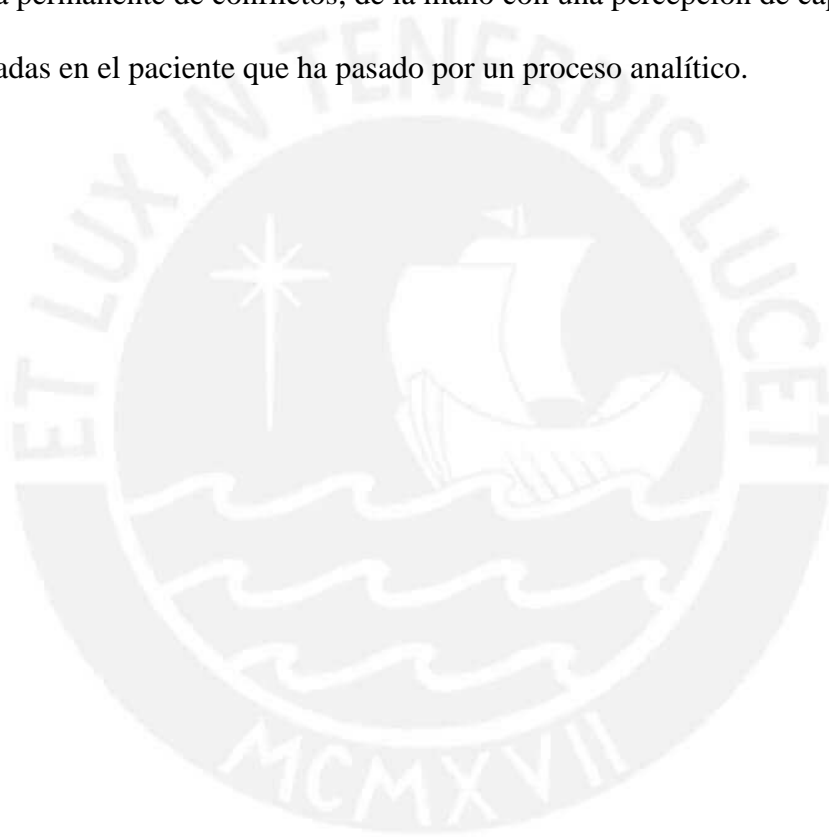 permanente de conflictos, de la mano con una percepción de
adas en el paciente que ha pasado por un proceso analítico.
ET LUX IN TENEBRIS LUCET
MCMXVII